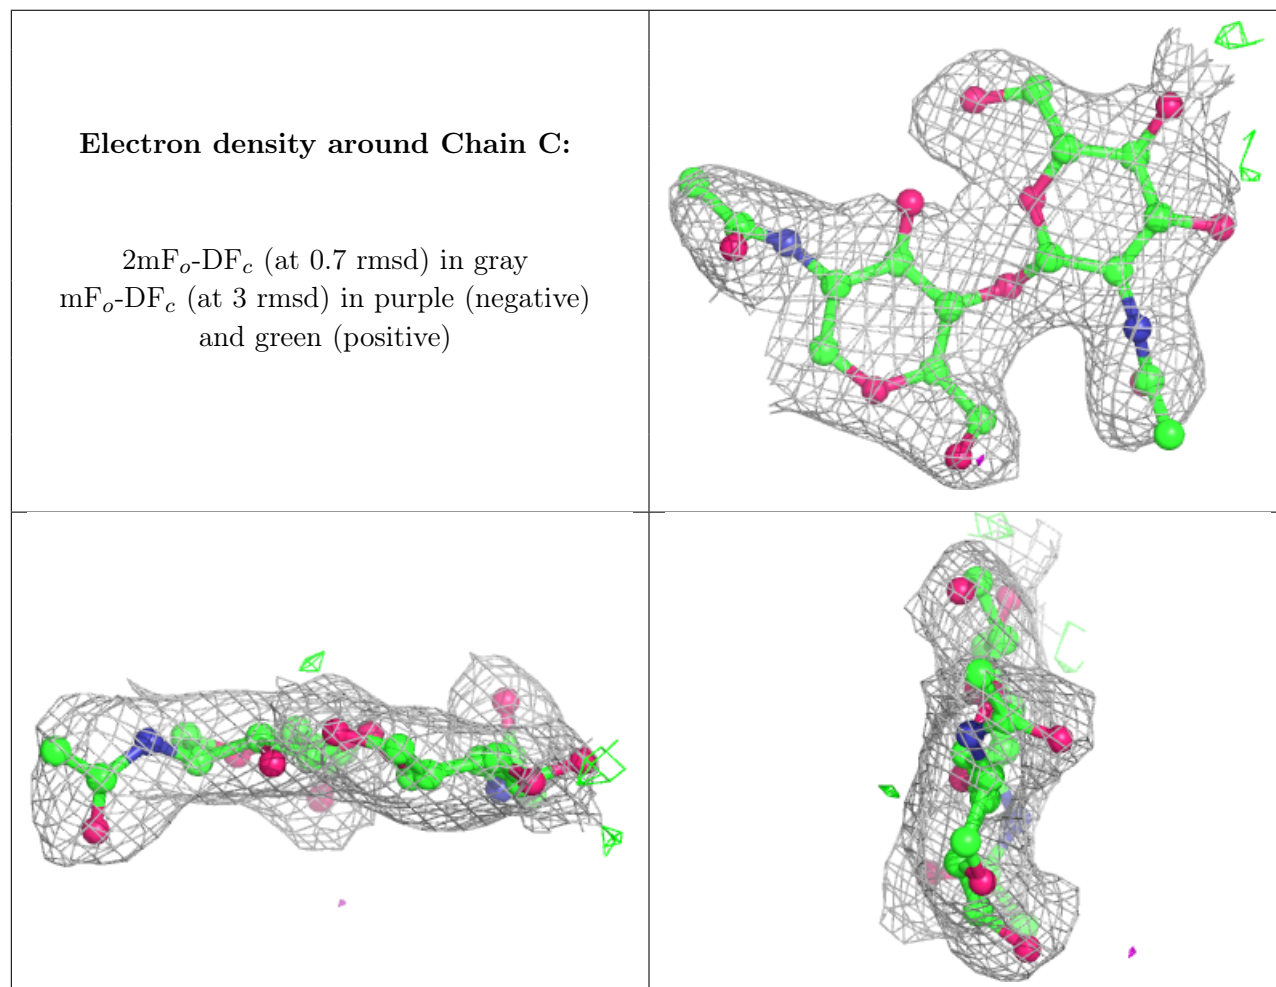 Electron density around Chain C:
2mFo-DFc (at 0.7 rmsd) in gray
mFo-DFc (at 3 rmsd) in purple (negative)
and green (positive)